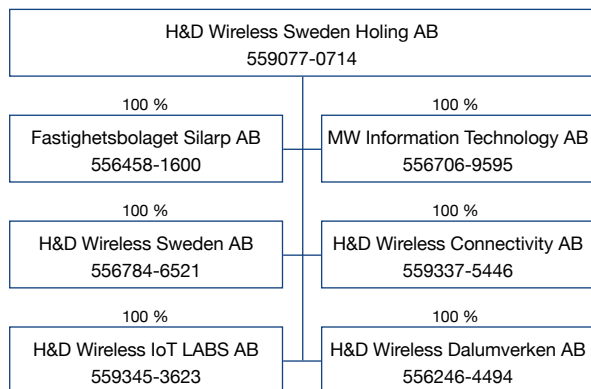 H&D Wireless Sweden Holing AB
559077-0714
100 %
Fastighetsbolaget Silarp AB
556458-1600
100 %
MW Information Technology AB
556706-9595
100 %
H&D Wireless Sweden AB
556784-6521
100 %
H&D Wireless Connectivity AB
559337-5446
100 %
H&D Wireless IoT LABS AB
559345-3623
100 %
H&D Wireless Dalumverken AB
556246-4494